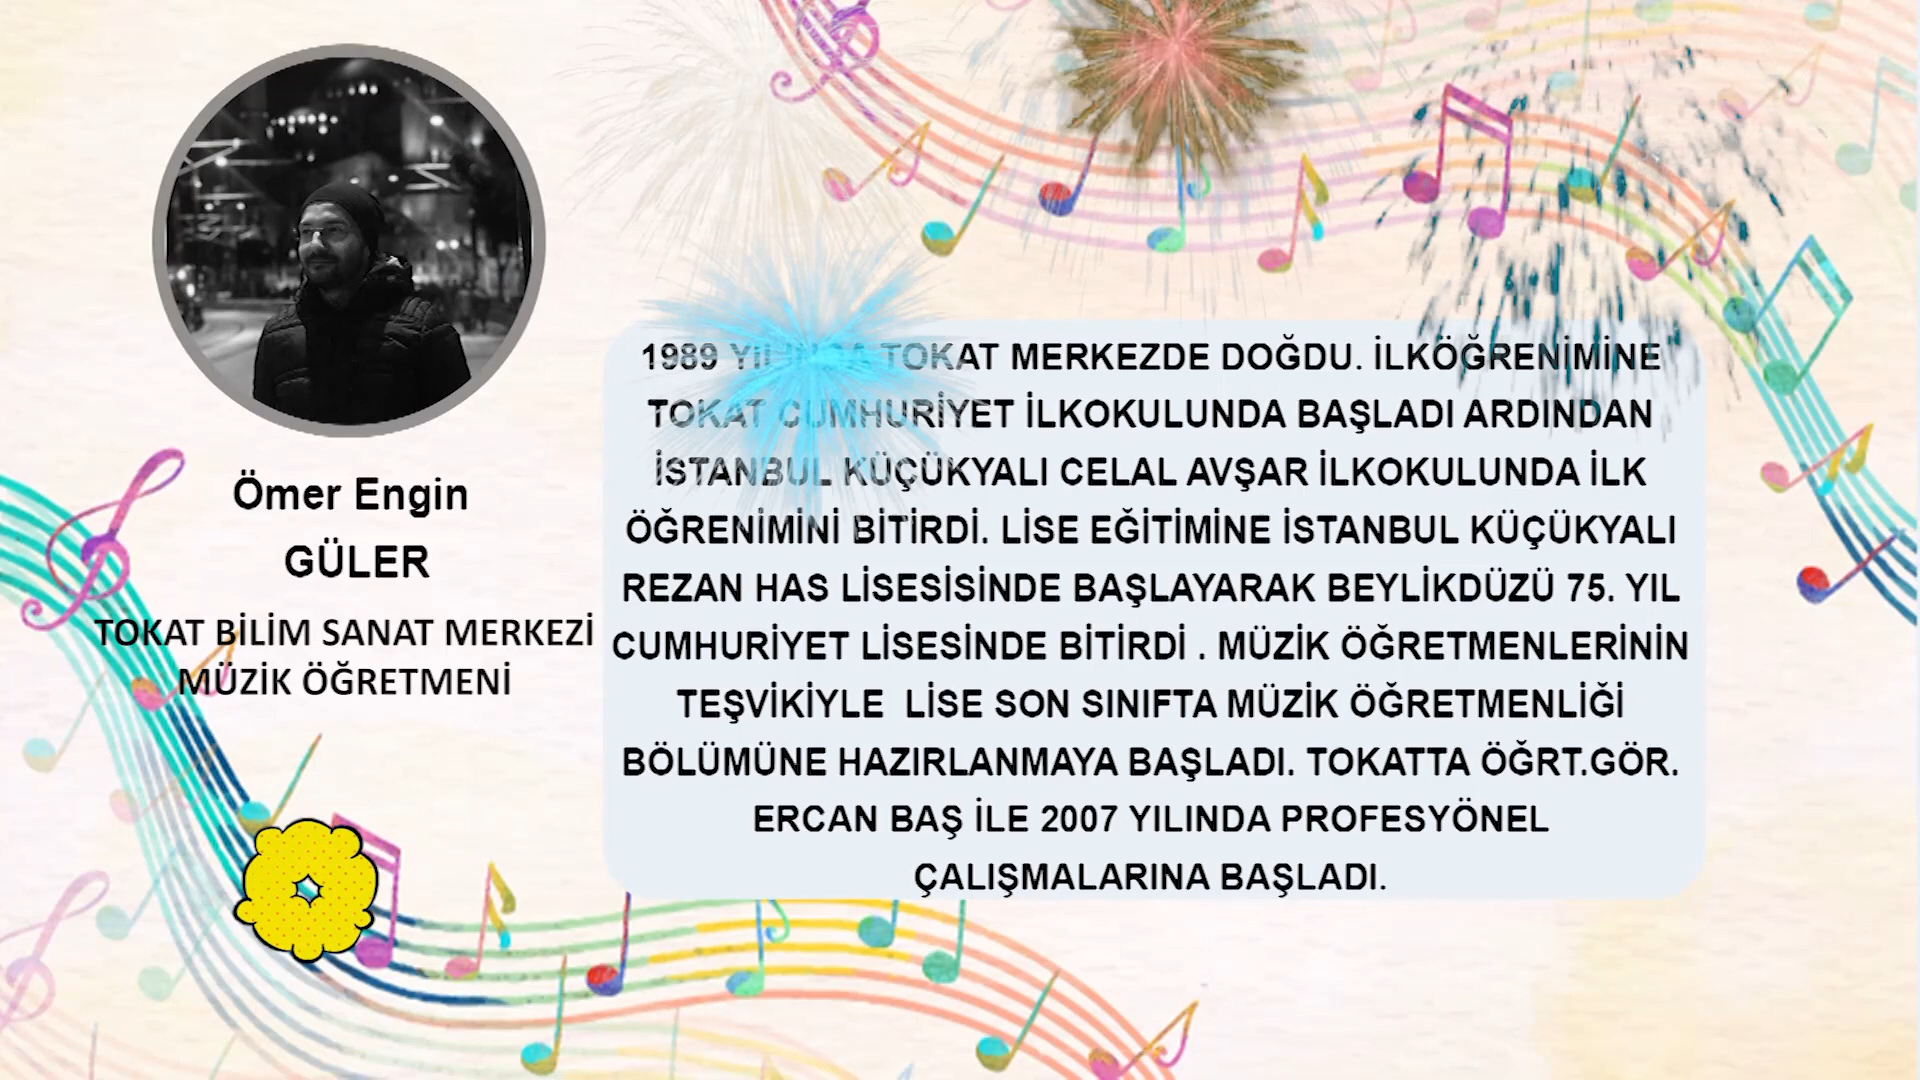 Ömer Engin
GÜLER
TOKAT BİLİM SANAT MERKEZİ
MÜZİK ÖĞRETMENİ
1989 YILINDA TOKAT MERKEZDE DOĞDU. İLKÖĞRENİMİNE
TOKAT CUMHURİYET İLKOKULUNDA BAŞLADI ARDINDAN
İSTANBUL KÜÇÜKYALI CELAL AVŞAR İLKOKULUNDA İLK
ÖĞRENİMİNİ BİTİRDİ. LİSE EĞİTİMİNE İSTANBUL KÜÇÜKYALI
REZAN HAS LİSESİSİNDE BAŞLAYARAK BEYLİKDÜZÜ 75. YIL
CUMHURİYET LİSESİNDE BİTİRDİ . MÜZİK ÖĞRETMENLERİNİN
TEŞVİKİYLE LİSE SON SINIFTA MÜZİK ÖĞRETMENLİĞİ
BÖLÜMÜNE HAZIRLANMAYA BAŞLADI. TOKATTA ÖĞRT.GÖR.
ERCAN BAŞ İLE 2007 YILINDA PROFESYÖNEL
ÇALIŞMALARINA BAŞLADI.